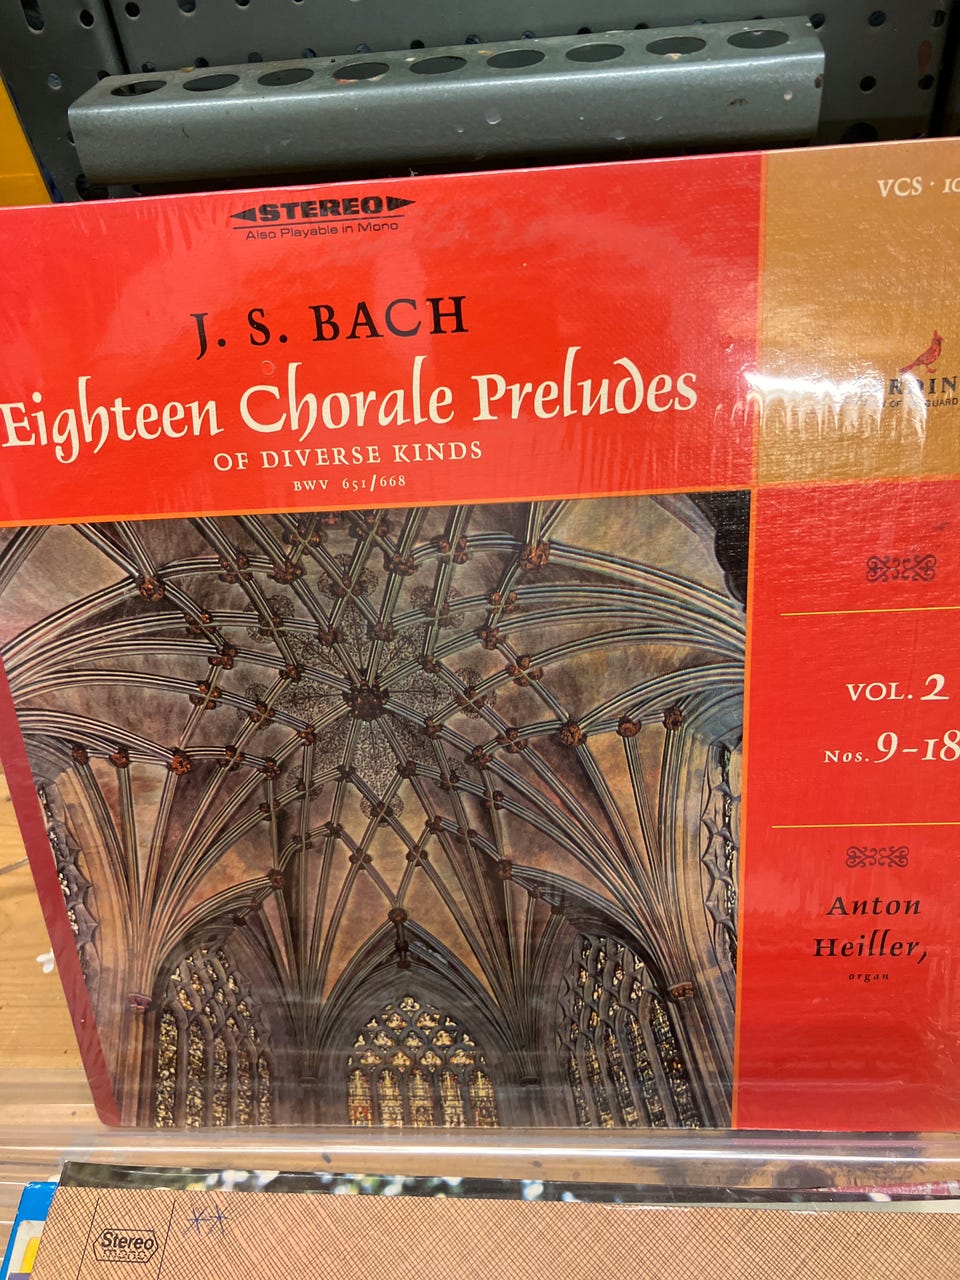 STEREO
Also Playable in Mono
VCS · 10
J. S. BACH
Eighteen Chorale Preludes
OF DIVERSE KINDS
BWV 651/668
VOL. 2
Nos. 9-18
Anton
Heiller,
organ
Stereo
mono